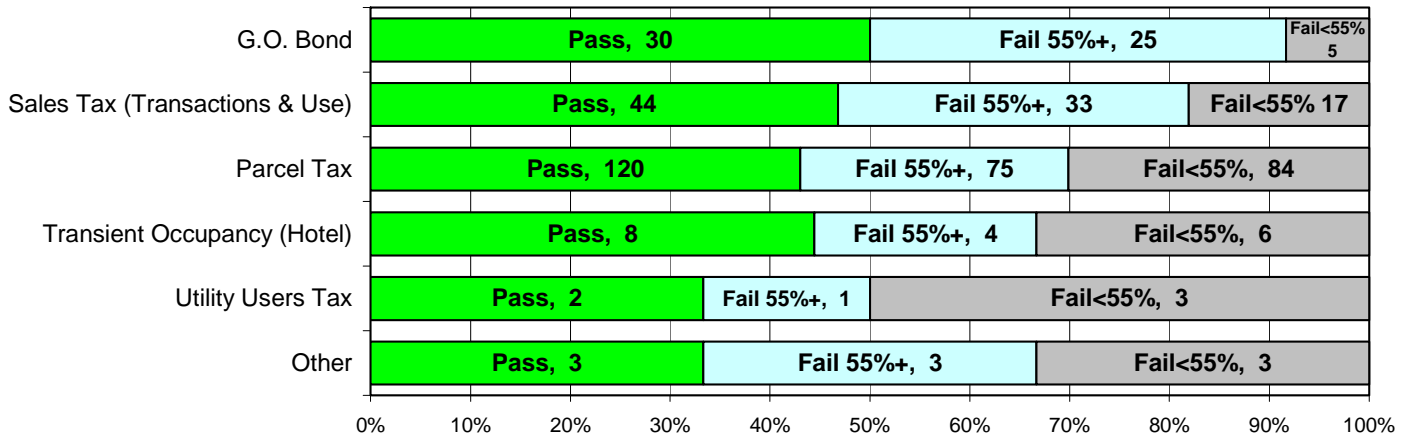 G.O. Bond Pass, 30 Fail 55%+, 25 Fail<55%
5
Sales Tax (Transactions & Use) Pass, 44 Fail 55%+, 33 Fail<55% 17
Parcel Tax Pass, 120 Fail 55%+, 75 Fail<55%, 84
Transient Occupancy (Hotel) Pass, 8 Fail 55%+, 4 Fail<55%, 6
Utility Users Tax Pass, 2 Fail 55%+, 1 Fail<55%, 3
Other Pass, 3 Fail 55%+, 3 Fail<55%, 3
0% 10% 20% 30% 40% 50% 60% 70% 80% 90% 100%